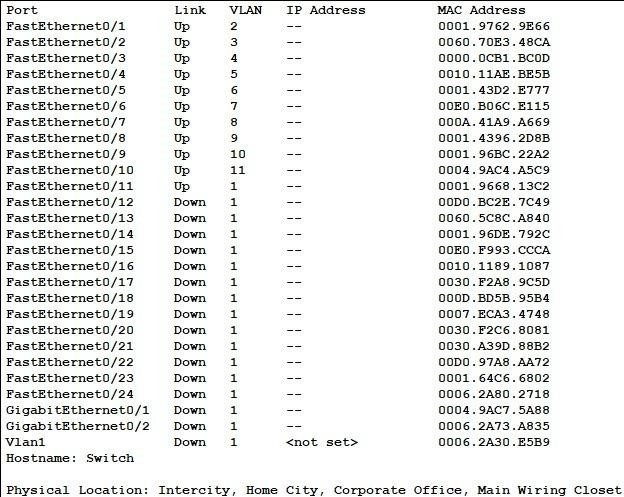 Port Link VLAN IP Address MAC Address
FastEthernet0/1 Up 2 -- 0001.9762.9E66
FastEthernet0/2 Up 3 -- 0060.70E3.48CA
FastEthernet0/3 Up 4 -- 0000.0CB1.BC0D
FastEthernet0/4 Up 5 -- 0010.11AE.BE5B
FastEthernet0/5 Up 6 -- 0001.43D2.E777
FastEthernet0/6 Up 7 -- 00E0.B06C.E115
FastEthernet0/7 Up 8 -- 000A.41A9.A669
FastEthernet0/8 Up 9 -- 0001.4396.2D8B
FastEthernet0/9 Up 10 -- 0001.96BC.22A2
FastEthernet0/10 Up 11 -- 0004.9AC4.A5C9
FastEthernet0/11 Up 1 -- 0001.9668.13C2
FastEthernet0/12 Down 1 -- 00D0.BC2E.7C49
FastEthernet0/13 Down 1 -- 0060.5C8C.A840
FastEthernet0/14 Down 1 -- 0001.96DE.792C
FastEthernet0/15 Down 1 -- 00E0.F993.CCCA
FastEthernet0/16 Down 1 -- 0010.1189.1087
FastEthernet0/17 Down 1 -- 0030.F2A8.9C5D
FastEthernet0/18 Down 1 -- 000D.BD5B.95B4
FastEthernet0/19 Down 1 -- 0007.ECA3.4748
FastEthernet0/20 Down 1 -- 0030.F2C6.8081
FastEthernet0/21 Down 1 -- 0030.A39D.88B2
FastEthernet0/22 Down 1 -- 00D0.97A8.AA72
FastEthernet0/23 Down 1 -- 0001.64C6.6802
FastEthernet0/24 Down 1 -- 0006.2A80.2718
GigabitEthernet0/1 Down 1 -- 0004.9AC7.5A88
GigabitEthernet0/2 Down 1 -- 0006.2A73.A835
Vlan1 Down 1 <not set> 0006.2A30.E5B9
Hostname: Switch
Physical Location: Intercity, Home City, Corporate Office, Main Wiring Closet